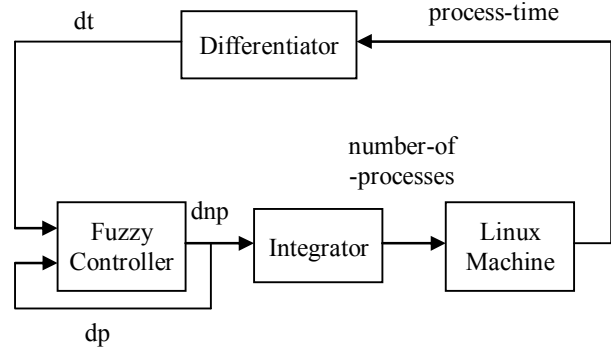 dt
Differentiator
process-time
number-of
-processes
Fuzzy
Controller
dnp
Integrator
Linux
Machine
dp